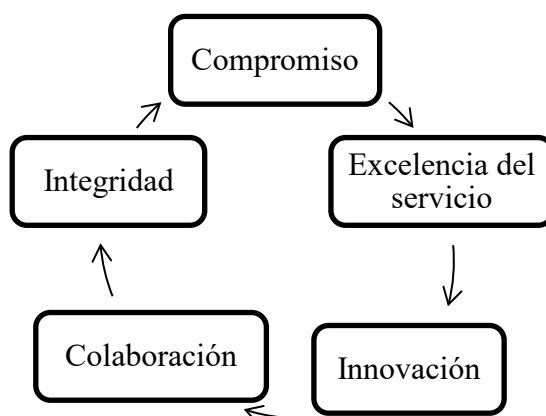 Compromiso
Excelencia del
servicio
Innovación
Colaboración
Integridad